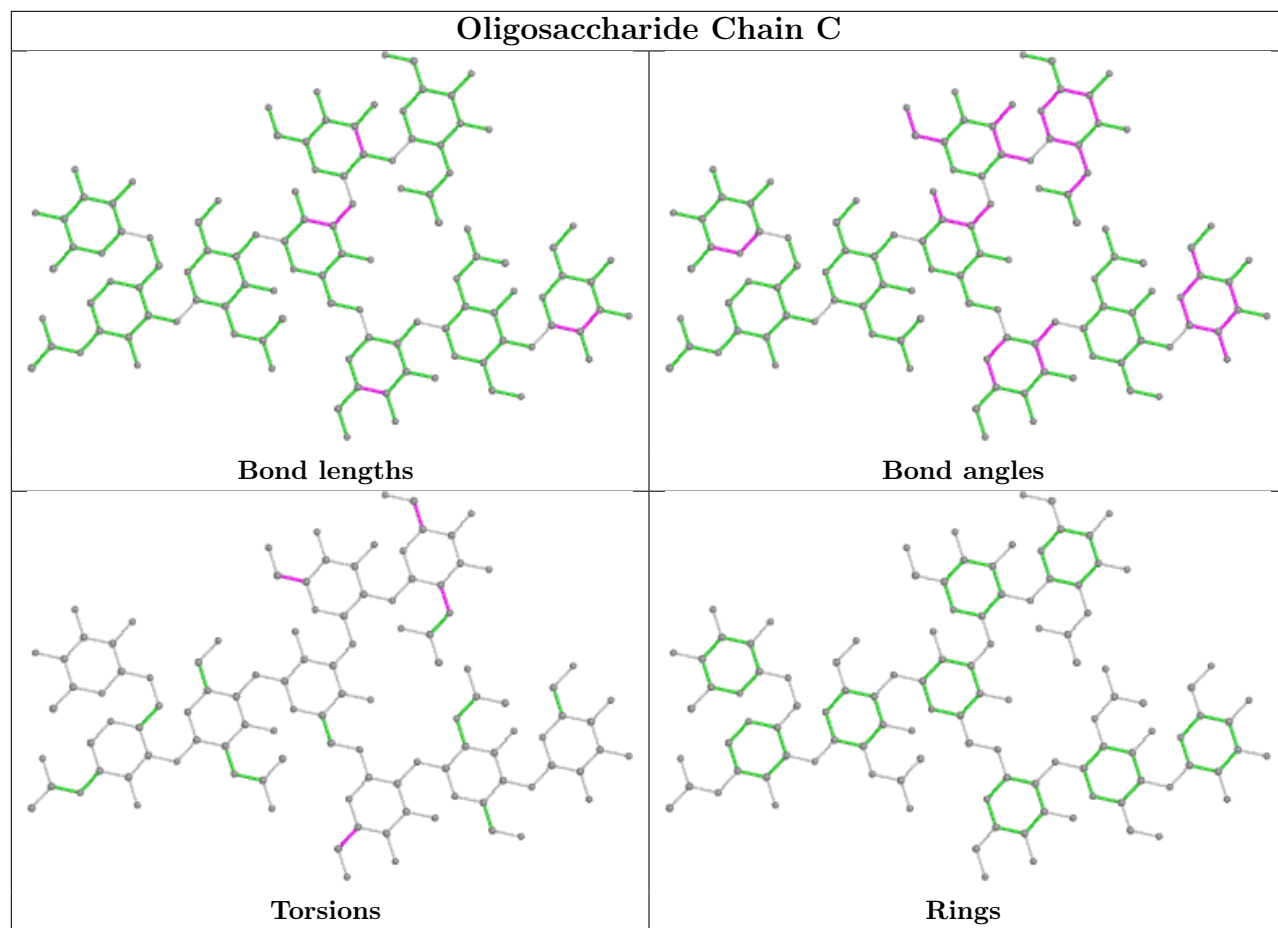 Oligosaccharide Chain C
Bond lengths
Bond angles
Torsions
Rings